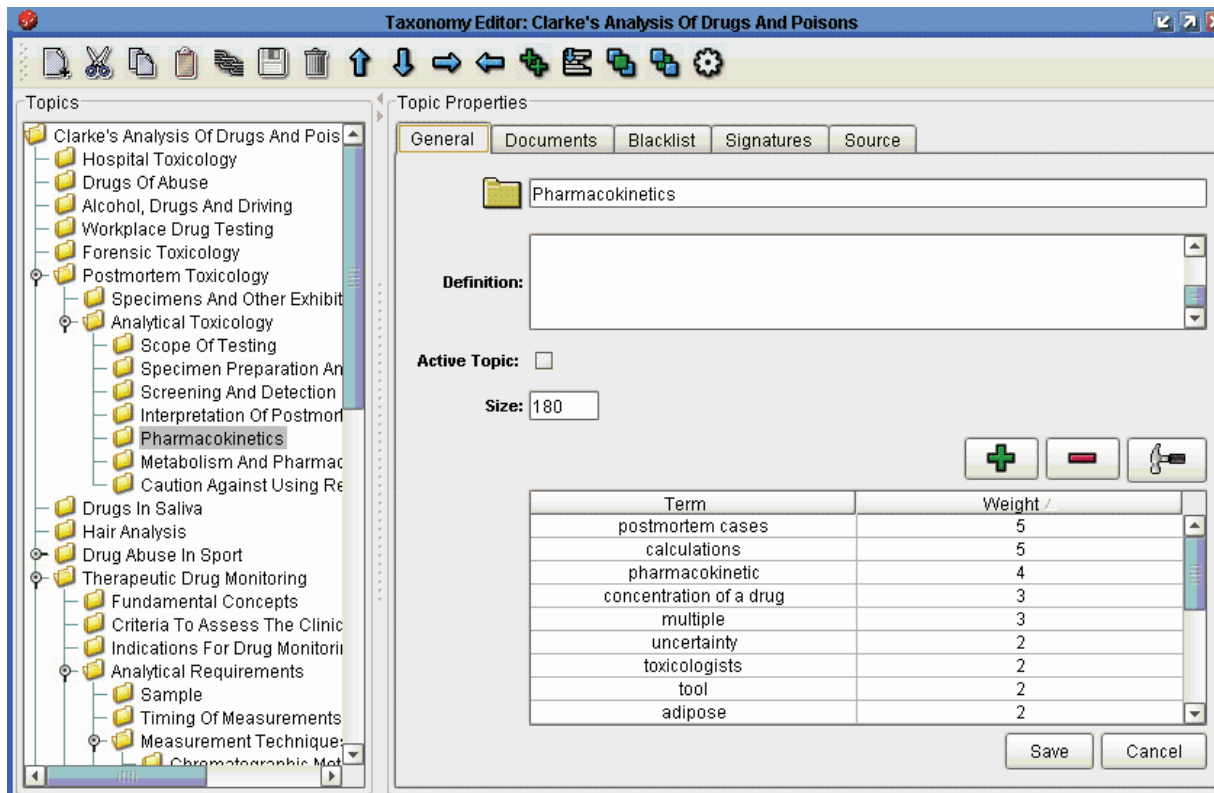 Taxonomy Editor: Clarke's Analysis Of Drugs And Poisons
Topics
Clarke's Analysis Of Drugs And Pois
Hospital Toxicology
Drugs Of Abuse
Alcohol, Drugs And Driving
Workplace Drug Testing
Forensic Toxicology
Postmortem Toxicology
Specimens And Other Exhibit
Analytical Toxicology
Scope Of Testing
Specimen Preparation An
Screening And Detection
Interpretation Of Postmort
Pharmacokinetics
Metabolism And Pharmac
Caution Against Using Re
Drugs In Saliva
Hair Analysis
Drug Abuse In Sport
Therapeutic Drug Monitoring
Fundamental Concepts
Criteria To Assess The Clinic
Indications For Drug Monitorin
Analytical Requirements
Sample
Timing Of Measurements
Measurement Techniques
Chromatographic Met
Topic Properties
General Documents Blacklist Signatures Source
Pharmacokinetics
Definition:
Active Topic:
Size: 180
Term Weight
postmortem cases 5
calculations 5
pharmacokinetic 4
concentration of a drug 3
multiple 3
uncertainty 2
toxicologists 2
tool 2
adipose 2
Save Cancel